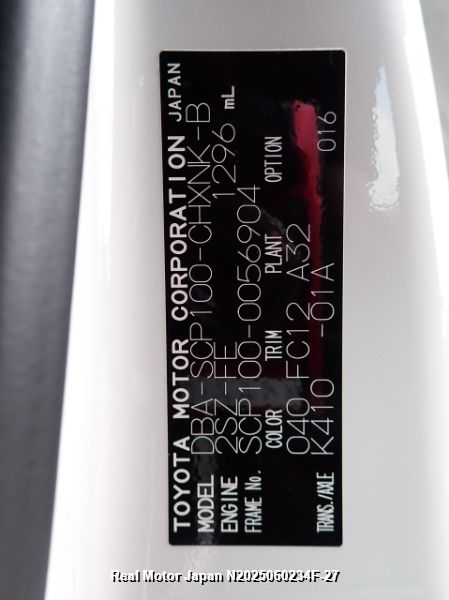 TOYOTA MOTOR CORPORATION JAPAN
MODEL DBA-SCP100-CHXNK-B
ENGINE 2SZ-FE 1296 mL
FRAME No. SCP100-0056904
COLOR TRIM PLANT OPTION
040 FC12 A32 016
TRANS./AXLE K410 -01A
Real Motor Japan N2025060234F-27